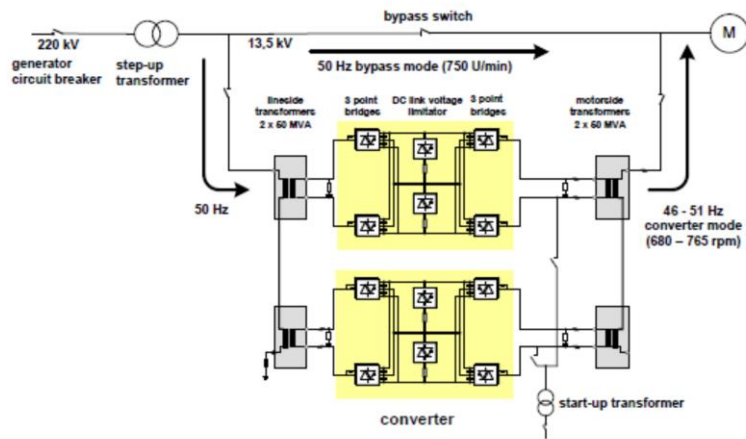 bypass switch
220 kV
13,5 kV
M
generator
circuit breaker
step-up
transformer
50 Hz bypass mode (750 U/min)
lineside
transformers
2 x 60 MVA
3 point
bridges
DC link voltage
limitator
3 point
bridges
motorside
transformers
2 x 60 MVA
50 Hz
46 - 51 Hz
converter mode
(680 – 765 rpm)
start-up transformer
converter